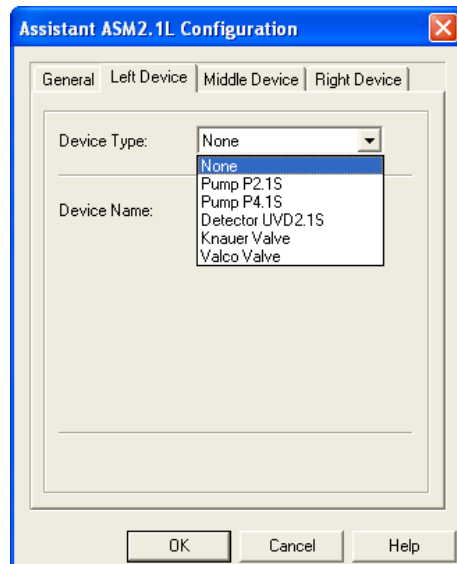 Assistant ASM2.1L Configuration
General Left Device Middle Device Right Device
Device Type: None
None
Pump P2.1S
Pump P4.1S
Device Name:
Detector UVD2.1S
Knauer Valve
Valco Valve
OK Cancel Help